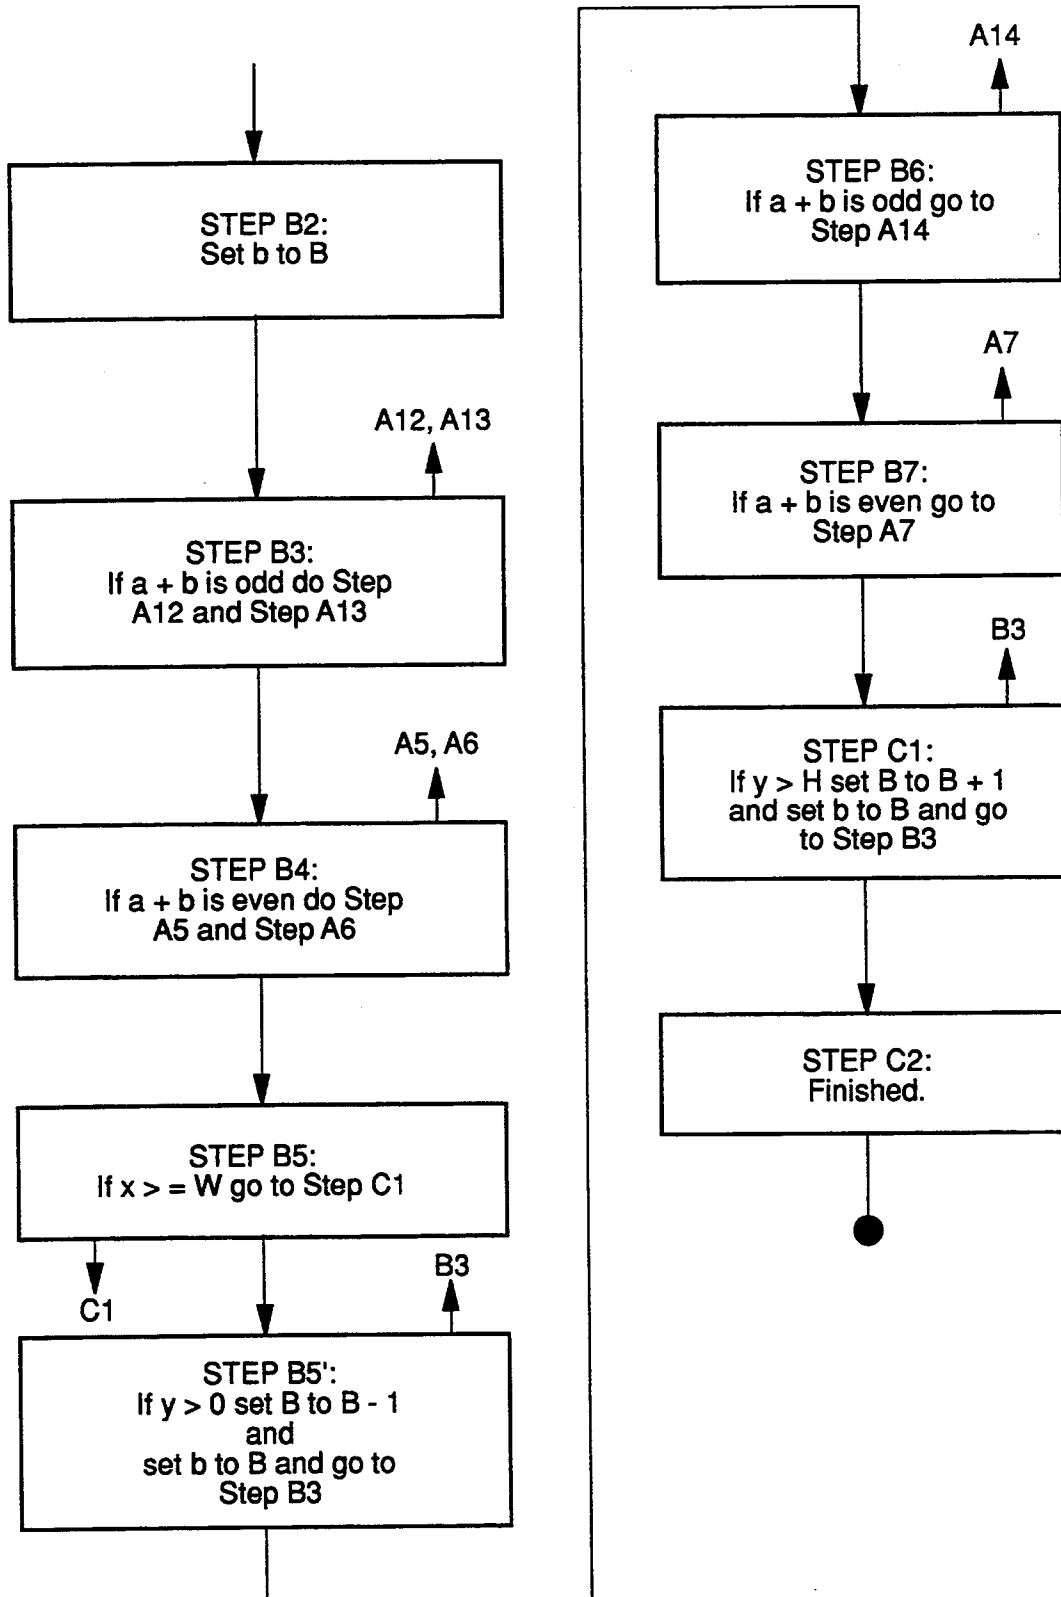 STEP B2:
Set b to B
A12, A13
STEP B3:
If a + b is odd do Step
A12 and Step A13
A5, A6
STEP B4:
If a + b is even do Step
A5 and Step A6
STEP B5:
If x > = W go to Step C1
C1
B3
STEP B5':
If y > 0 set B to B - 1
and
set b to B and go to
Step B3
A14
STEP B6:
If a + b is odd go to
Step A14
A7
STEP B7:
If a + b is even go to
Step A7
B3
STEP C1:
If y > H set B to B + 1
and set b to B and go
to Step B3
STEP C2:
Finished.